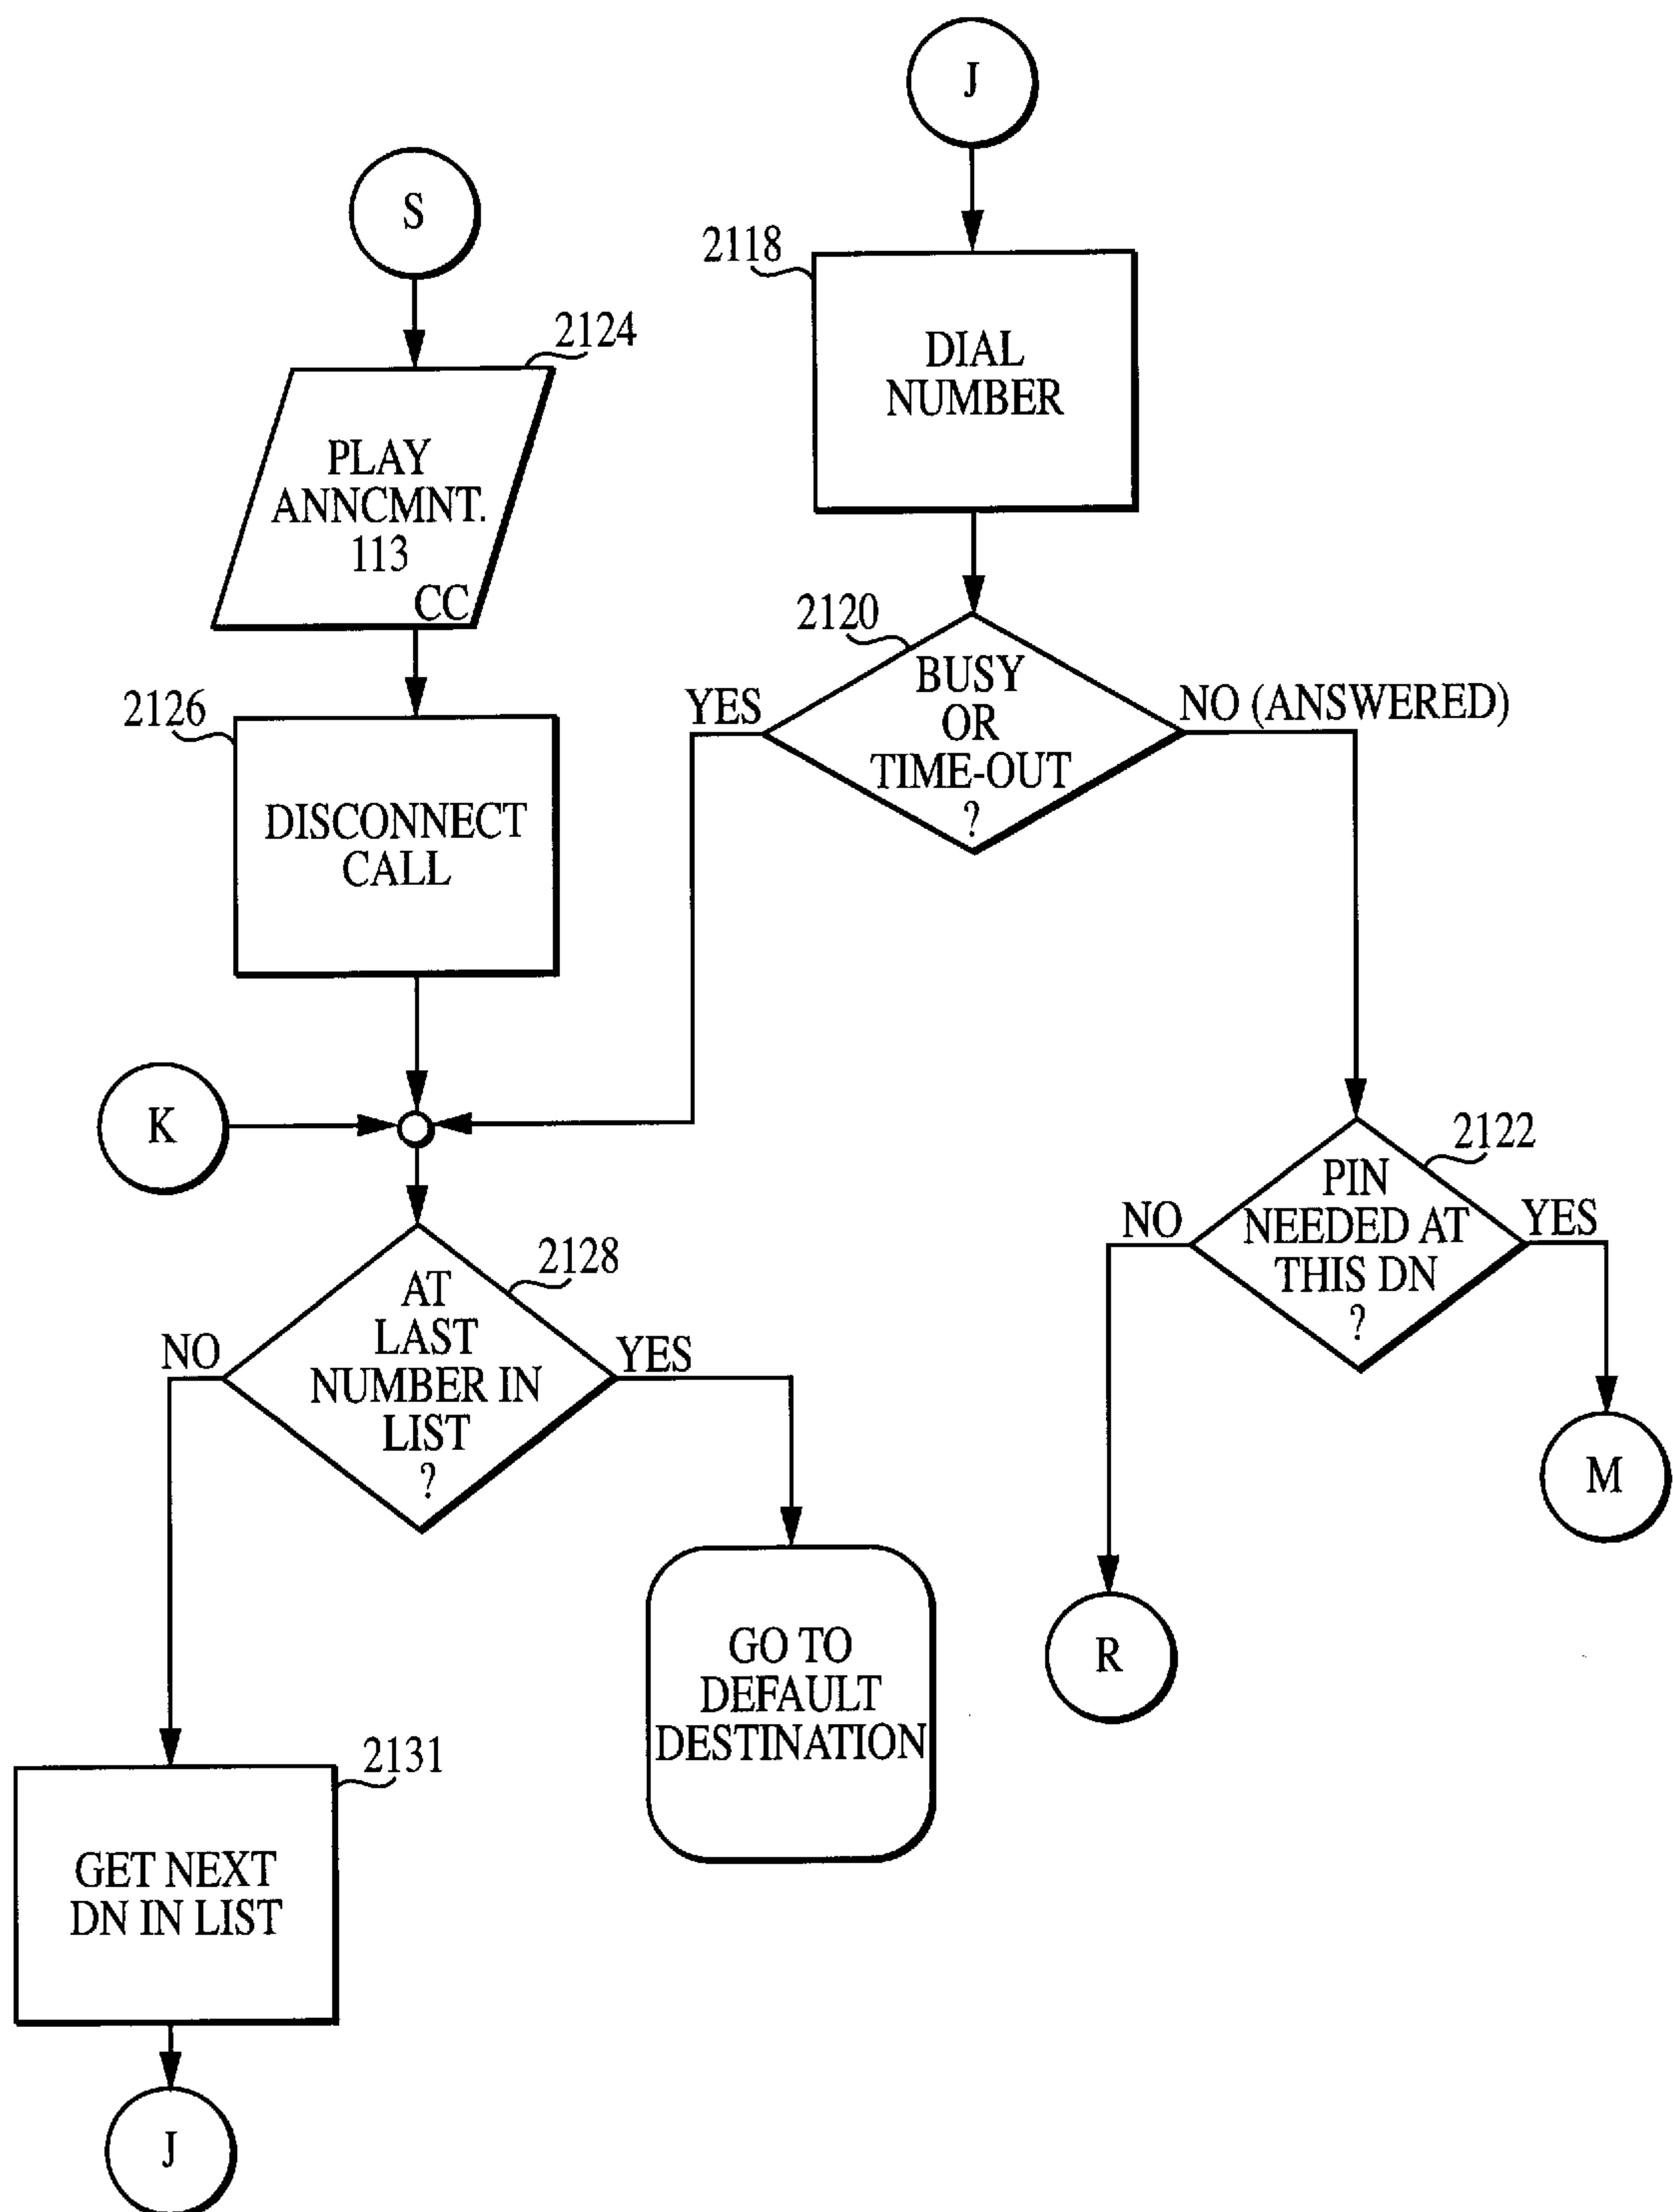 J
S
2118
2124
DIAL
NUMBER
PLAY
ANNCMNT.
113
CC
2120
BUSY
OR
TIME-OUT
?
YES
NO (ANSWERED)
2126
DISCONNECT
CALL
K
2122
PIN
NEEDED AT
THIS DN
?
NO
YES
2128
AT
LAST
NUMBER IN
LIST
?
NO
YES
M
R
GO TO
DEFAULT
DESTINATION
2131
GET NEXT
DN IN LIST
J